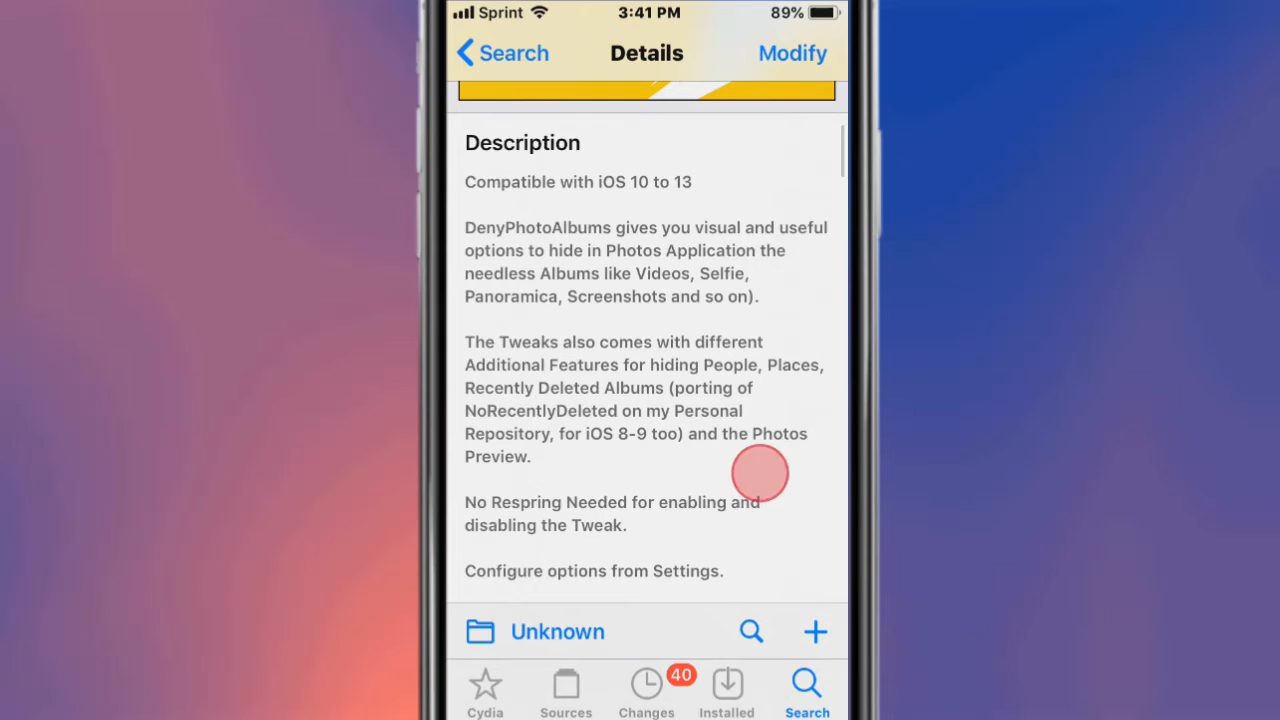 Sprint 3:41 PM 89%
Search Details Modify
Description
Compatible with iOS 10 to 13
DenyPhotoAlbums gives you visual and useful
options to hide in Photos Application the
needless Albums like Videos, Selfie,
Panoramica, Screenshots and so on).
The Tweaks also comes with different
Additional Features for hiding People, Places,
Recently Deleted Albums (porting of
NoRecentlyDeleted on my Personal
Repository, for iOS 8-9 too) and the Photos
Preview.
No Respring Needed for enabling and
disabling the Tweak.
Configure options from Settings.
Unknown
40
Cydia Sources Changes Installed Search